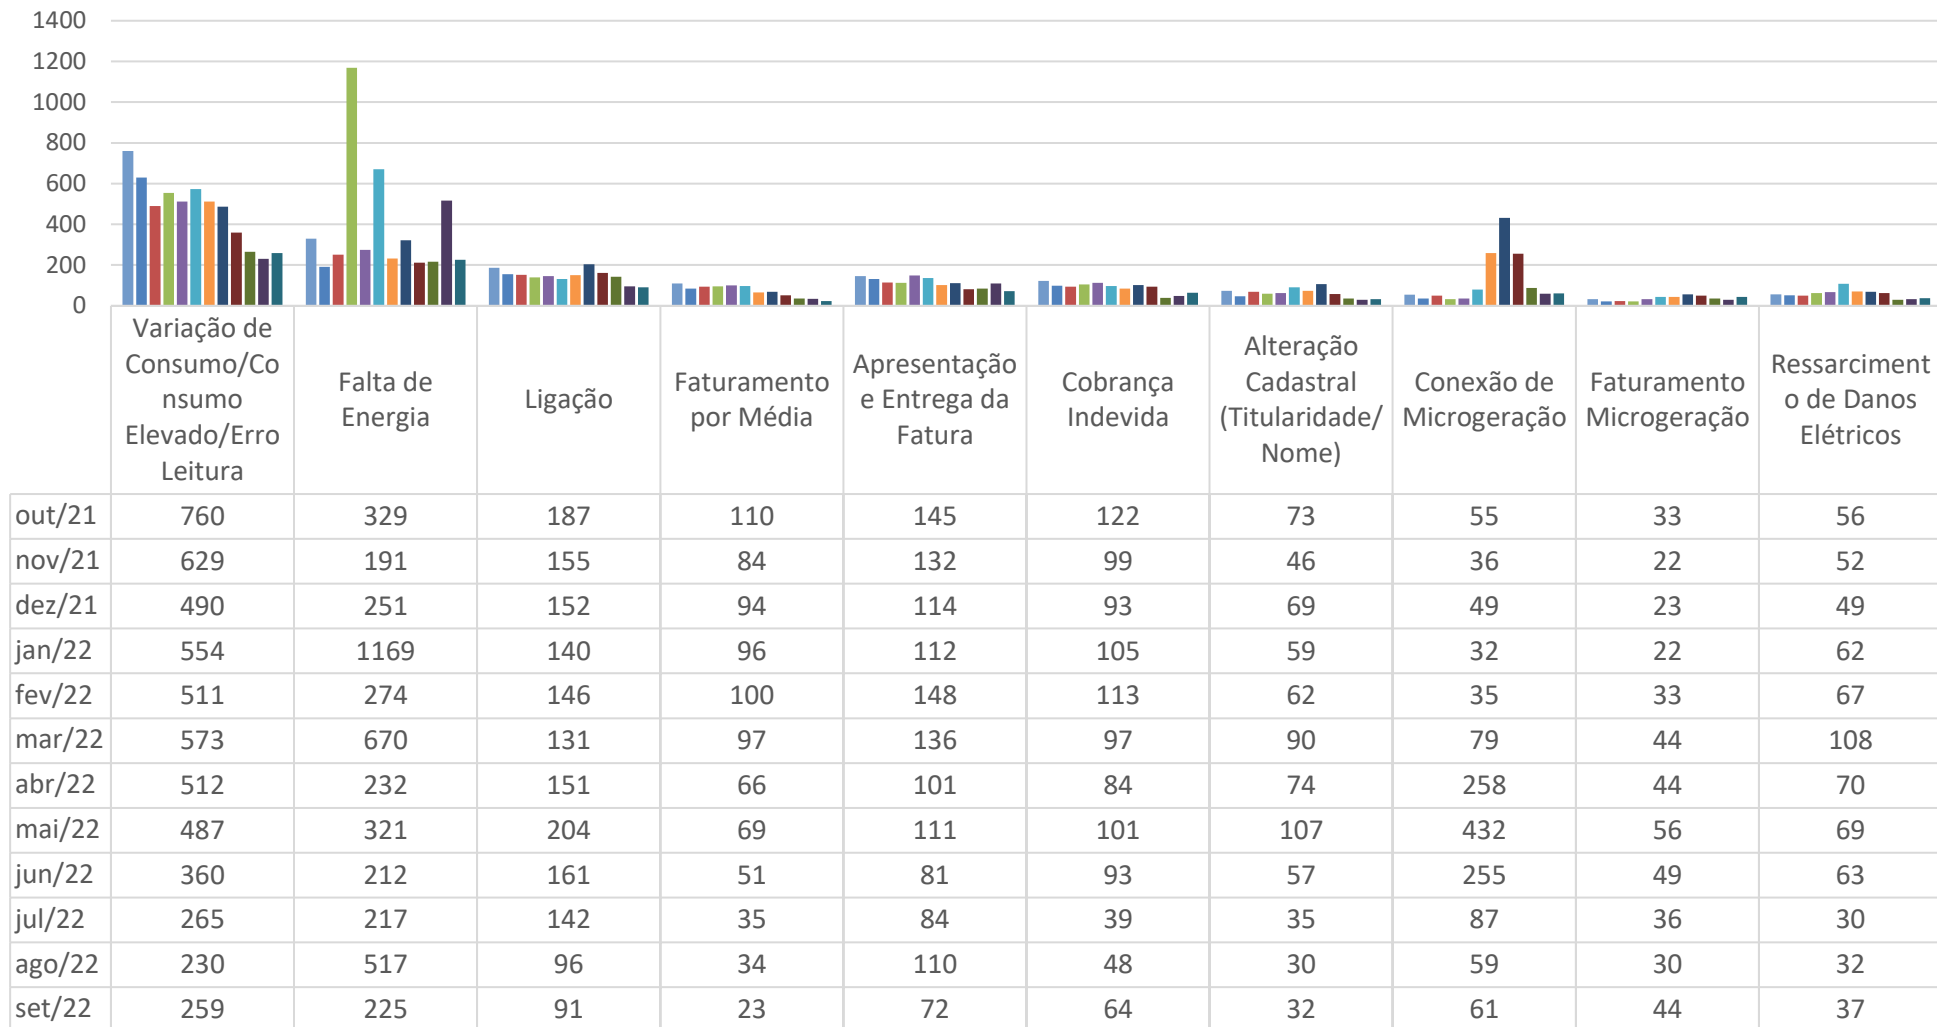 1400
1200
1000
800
600
400
200
0
Variação de
Consumo/Co
nsumo
Elevado/Erro
Leitura
Falta de
Energia
Ligação
Faturamento
por Média
Apresentação
e Entrega da
Fatura
Cobrança
Indevida
Alteração
Cadastral
(Titularidade/
Nome)
Conexão de
Microgeração
Faturamento
Microgeração
Ressarciment
o de Danos
Elétricos
out/21 760 329 187 110 145 122 73 55 33 56
nov/21 629 191 155 84 132 99 46 36 22 52
dez/21 490 251 152 94 114 93 69 49 23 49
jan/22 554 1169 140 96 112 105 59 32 22 62
fev/22 511 274 146 100 148 113 62 35 33 67
mar/22 573 670 131 97 136 97 90 79 44 108
abr/22 512 232 151 66 101 84 74 258 44 70
mai/22 487 321 204 69 111 101 107 432 56 69
jun/22 360 212 161 51 81 93 57 255 49 63
jul/22 265 217 142 35 84 39 35 87 36 30
ago/22 230 517 96 34 110 48 30 59 30 32
set/22 259 225 91 23 72 64 32 61 44 37